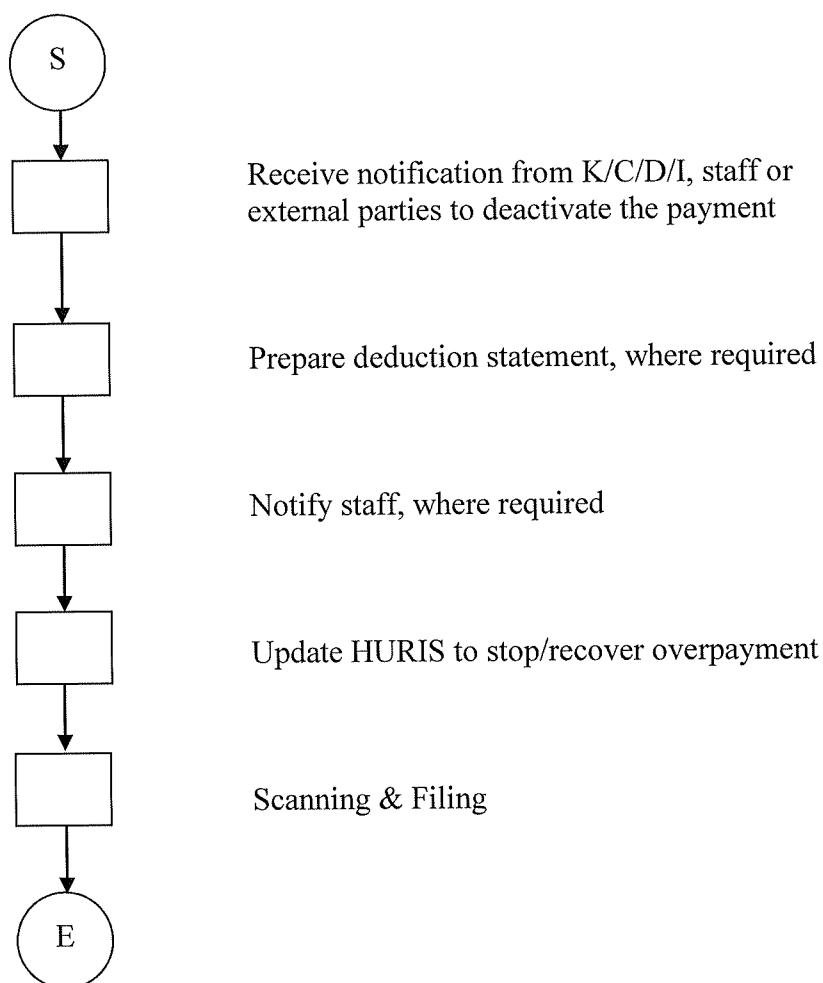 S
Receive notification from K/C/D/I, staff or
external parties to deactivate the payment
Prepare deduction statement, where required
Notify staff, where required
Update HURIS to stop/recover overpayment
Scanning & Filing
E